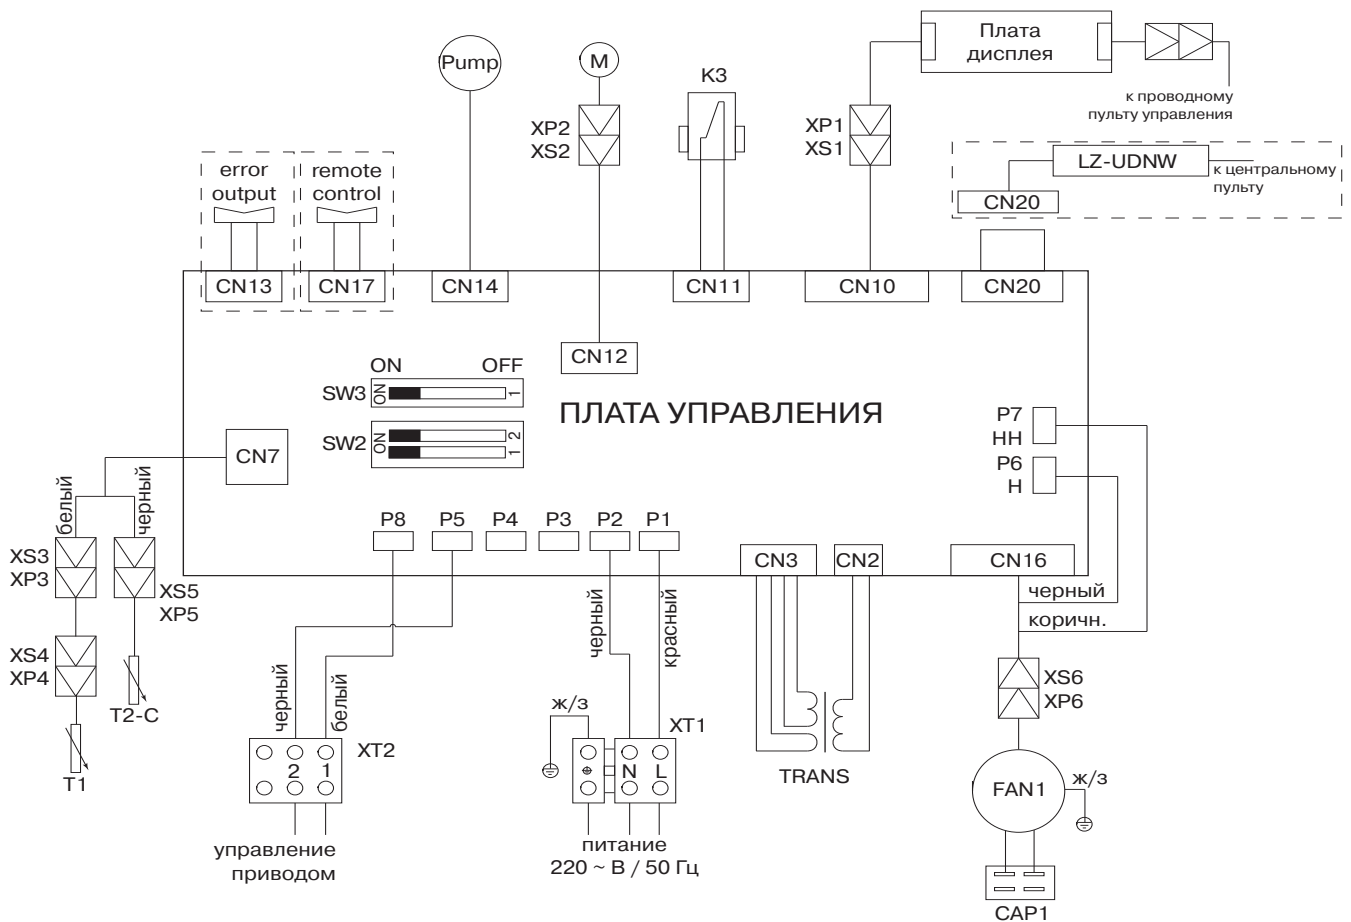 Плата
дисплея
Pump
M
K3
к проводному
пульту управления
XP2
XS2
XP1
XS1
LZ-UDNW
к центральному
пульту
CN20
error
output
remote
control
CN13
CN17
CN14
CN11
CN10
CN20
CN12
ON OFF
SW3
ON
1
SW2
ON
2
1
ПЛАТА УПРАВЛЕНИЯ
P7
HH
P6
H
CN7
белый
черный
P8
P5
P4
P3
P2
P1
XS3
XP3
XS5
XP5
CN3
CN2
CN16
черный
коричн.
черный
красный
XS4
XP4
T2-C
T1
черный
белый
XT2
2 1
ж/з
XT1
N L
TRANS
XS6
XP6
FAN1
ж/з
управление
приводом
питание
220 ~ В / 50 Гц
CAP1